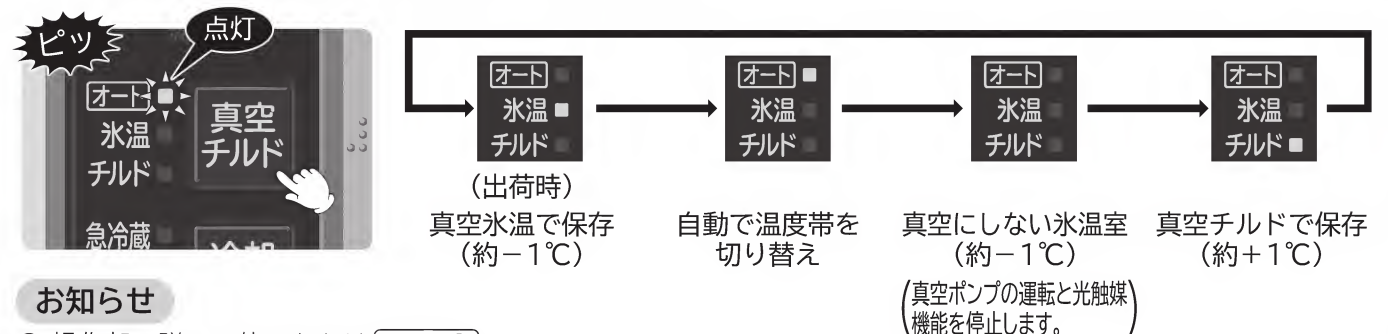 ピッ
点灯
オート
氷温
チルド
真空
チルド
急冷蔵
オート
氷温
チルド
(出荷時)
真空氷温で保存
(約−1℃)
オート
氷温
チルド
自動で温度帯を
切り替え
オート
氷温
チルド
真空にしない氷温室
(約−1℃)
(真空ポンプの運転と光触媒
機能を停止します。)
オート
氷温
チルド
真空チルドで保存
(約+1℃)
お知らせ